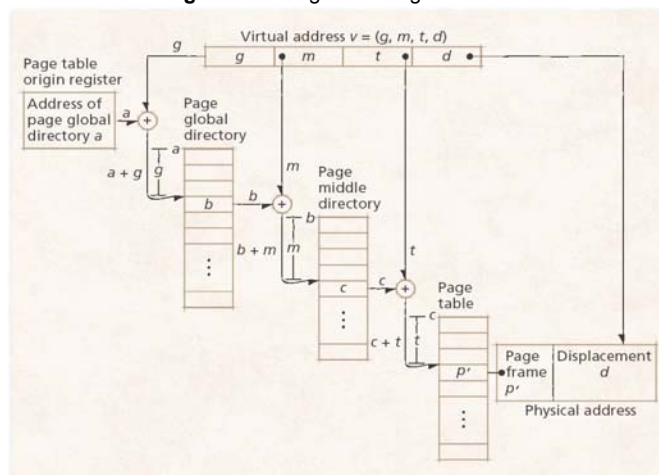 Virtual address v = (g, m, t, d)
g
g
m
t
d
Page table
origin register
Address of
page global
directory a
a
+
Page
global
directory
a
g
a + g
b
b
m
+
Page
middle
directory
b
m
b + m
⋮
c
c
t
+
Page
table
c
t
c + t
⋮
p′
Page
frame
p′
Displacement
d
⋮
Physical address